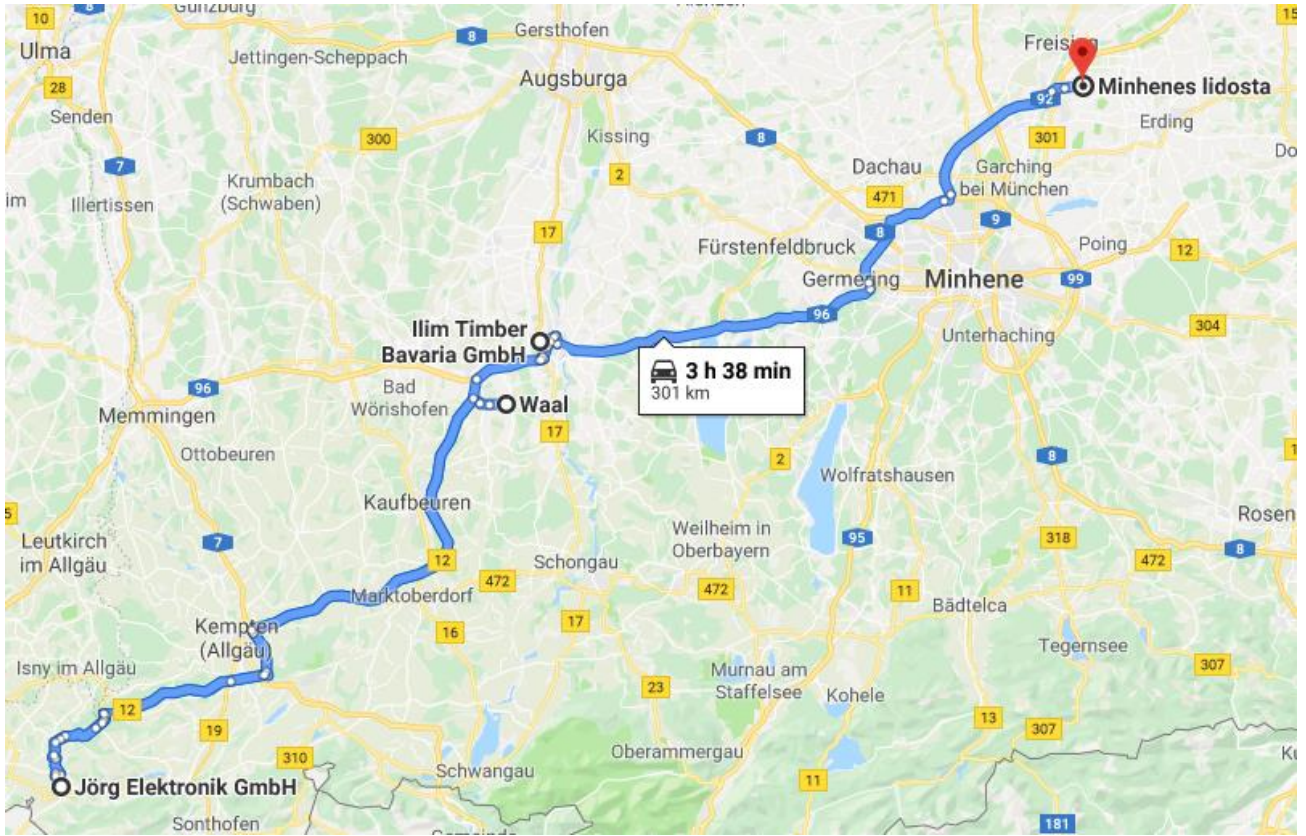 10
8
Günzburg
15
Ulma
Jettingen-Scheppach
8
Gersthofen
Freising
Augsburga
Minhenes lidosta
28
Senden
92
Erding
300
Kissing
8
301
7
2
Dachau
Garching
bei München
Krumbach
(Schwaben)
471
Illertissen
9
17
8
Poing
12
Fürstenfeldbruck
Germering
Minhene
99
96
304
Ilim Timber
Bavaria GmbH
Unterhaching
3 h 38 min
301 km
96
Bad
Wörishofen
Waal
Memmingen
17
8
Ottobeuren
2
Wolfratshausen
Kaufbeuren
5
Rosen
Leutkirch
im Allgäu
7
Weilheim in
Oberbayern
95
318
8
12
472
Schongau
472
472
11
Marktoberdorf
Bädtelca
Kempten
(Allgäu)
16
17
Tegernsee
Isny im Allgäu
Murnau am
Staffelsee
307
23
Kohele
12
19
13
307
310
Oberammergau
Schwangau
11
Jörg Elektronik GmbH
Sonthofen
181